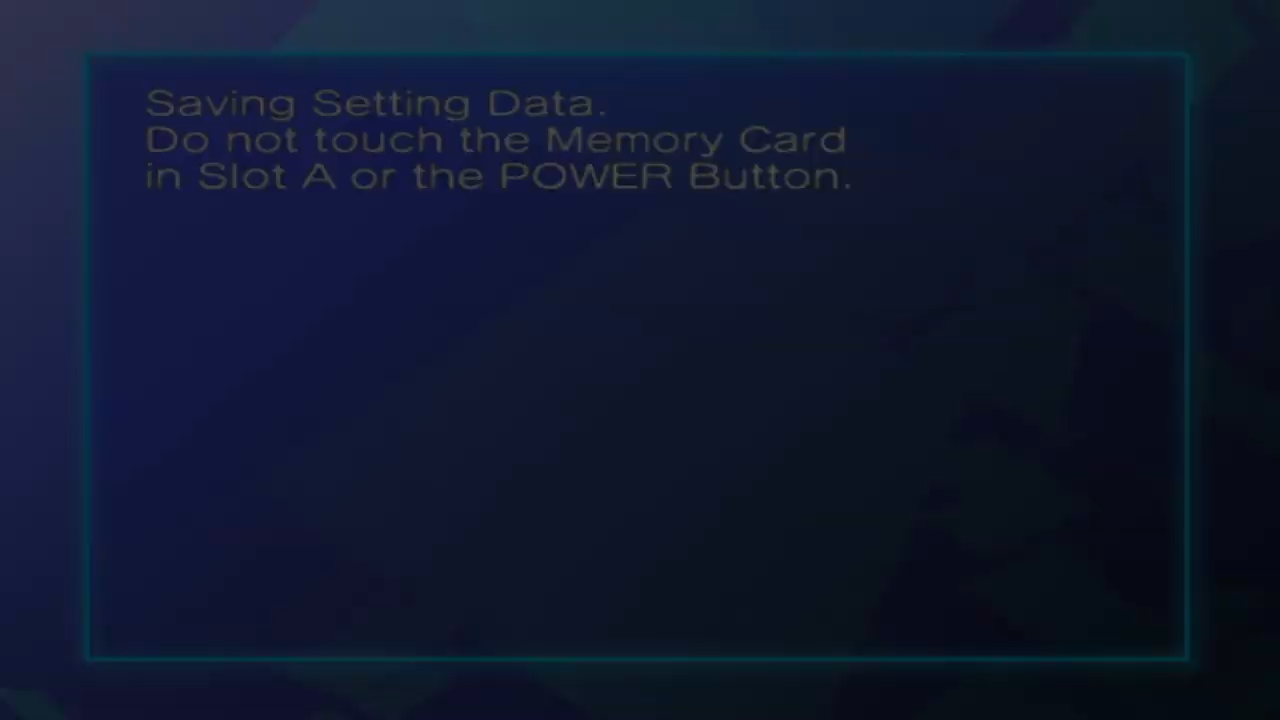 Saving Setting Data.
Do not touch the Memory Card
in Slot A or the POWER Button.